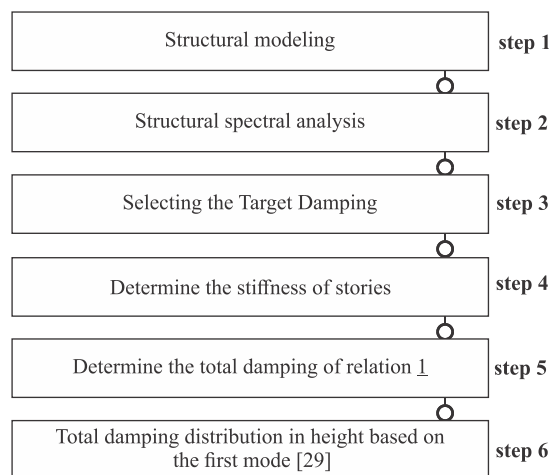 Structural modeling
step 1
Structural spectral analysis
step 2
Selecting the Target Damping
step 3
Determine the stiffness of stories
step 4
Determine the total damping of relation 1
step 5
Total damping distribution in height based on
the first mode [29]
step 6